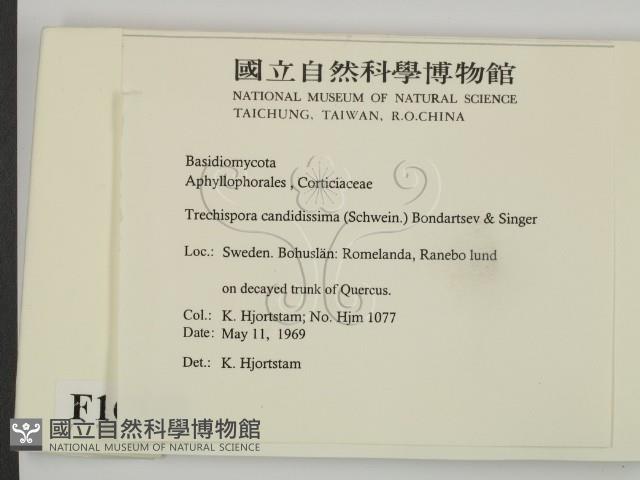 國立自然科學博物館
NATIONAL MUSEUM OF NATURAL SCIENCE
TAICHUNG, TAIWAN, R.O.CHINA
Basidiomycota
Aphyllophorales , Corticiaceae
Trechispora candidissima (Schwein.) Bondartsev & Singer
Loc.: Sweden. Bohuslän: Romelanda, Ranebo lund
on decayed trunk of Quercus.
Col.: K. Hjortstam; No. Hjm 1077
Date: May 11, 1969
Det.: K. Hjortstam
國立自然科學博物館
NATIONAL MUSEUM OF NATURAL SCIENCE